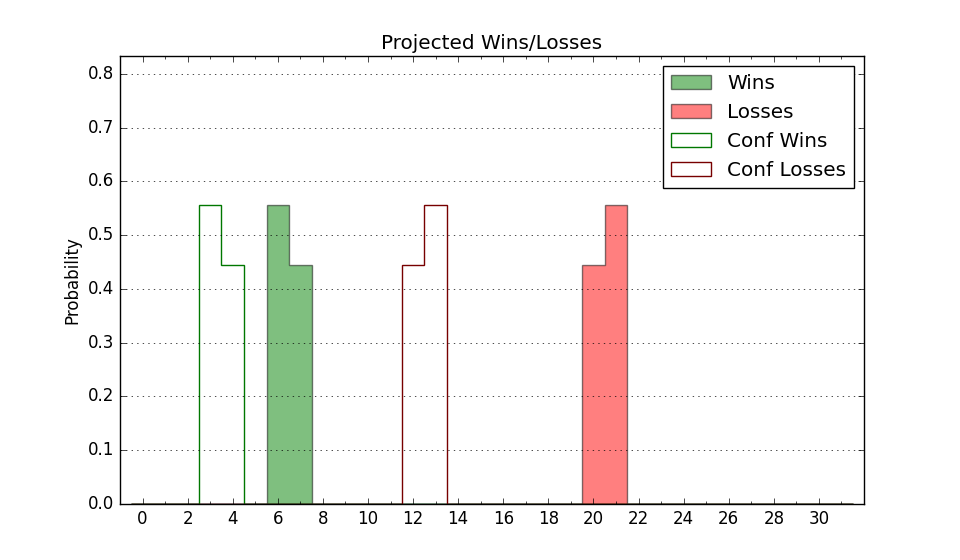 Projected Wins/Losses
Wins
Losses
Conf Wins
Conf Losses
Probability
0.8
0.7
0.6
0.5
0.4
0.3
0.2
0.1
0.0
0 2 4 6 8 10 12 14 16 18 20 22 24 26 28 30